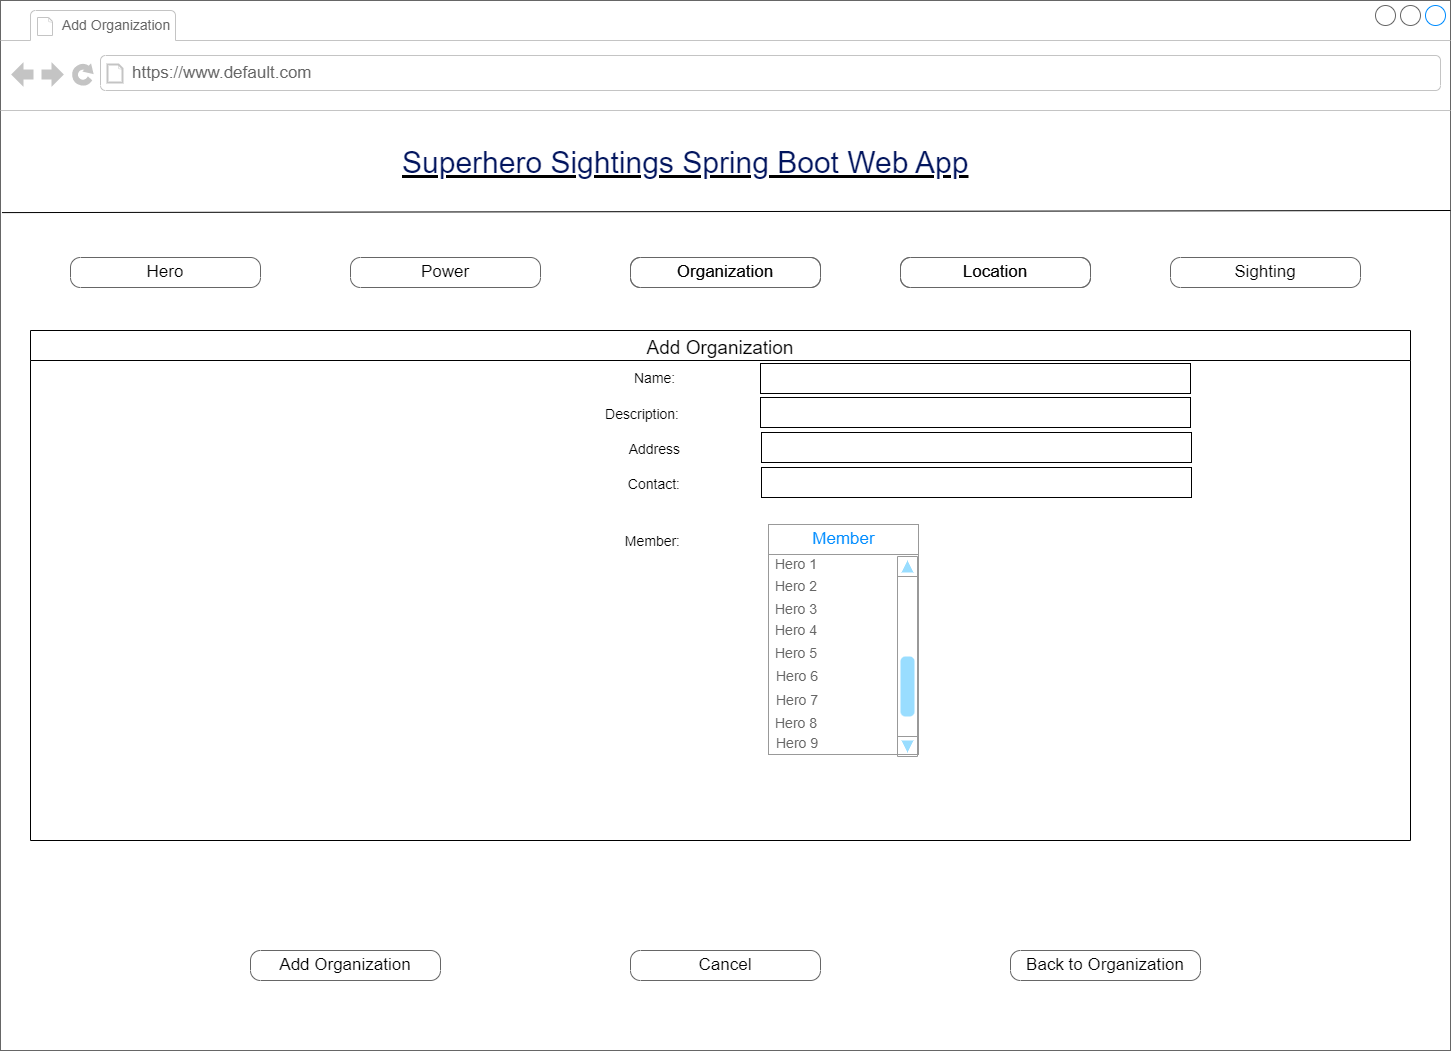 Add Organization
https://www.default.com
Superhero Sightings Spring Boot Web App
Hero Power Organization Location Sighting
Add Organization
Name:
Description:
Address
Contact:
Member: Member
Hero 1
Hero 2
Hero 3
Hero 4
Hero 5
Hero 6
Hero 7
Hero 8
Hero 9
Add Organization Cancel Back to Organization